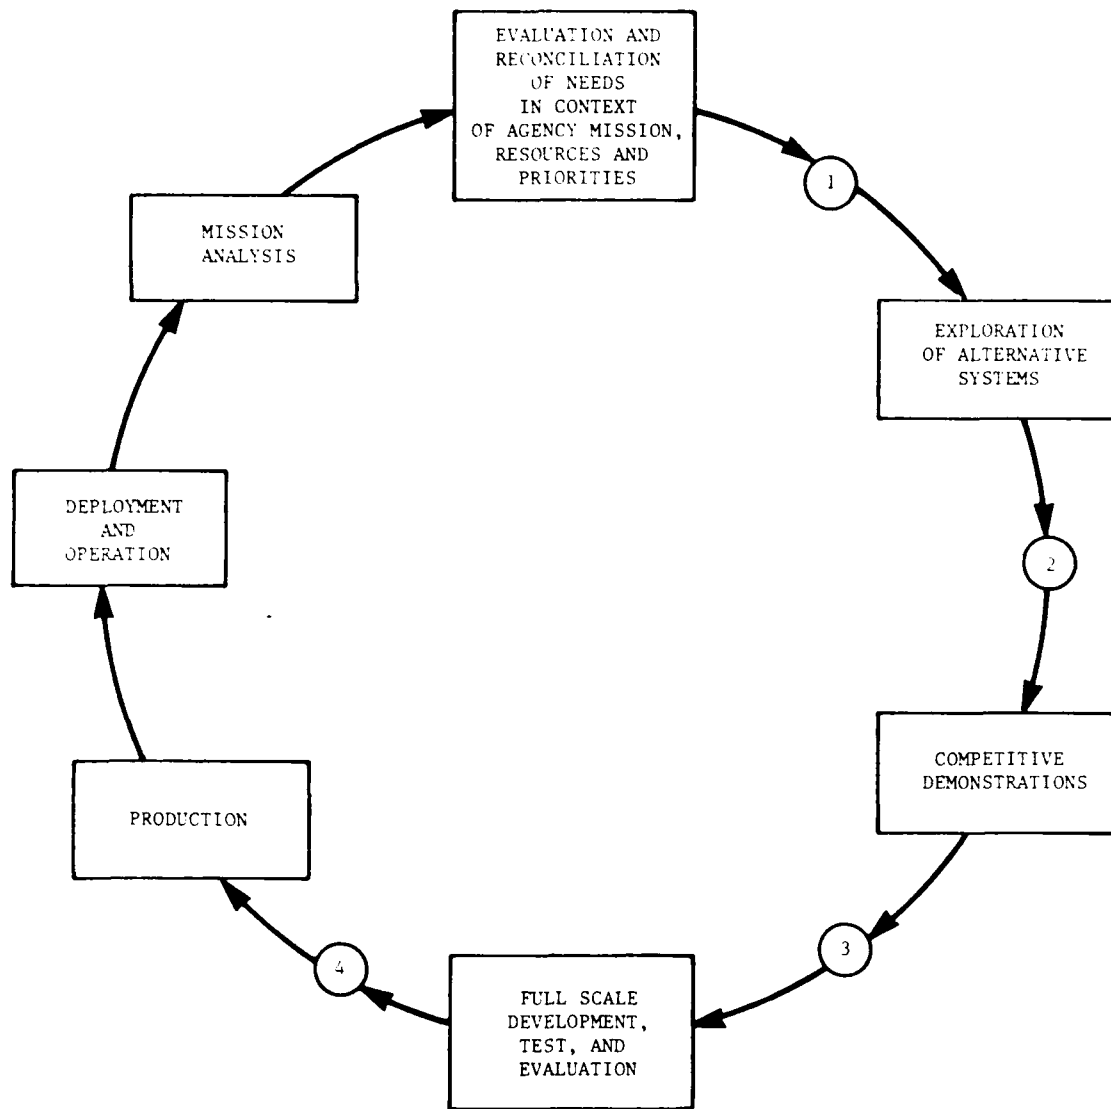 EVALUATION AND
RECONCILIATION
OF NEEDS
IN CONTEXT
OF AGENCY MISSION,
RESOURCES AND
PRIORITIES
1
EXPLORATION
OF ALTERNATIVE
SYSTEMS
2
COMPETITIVE
DEMONSTRATIONS
3
FULL SCALE
DEVELOPMENT,
TEST, AND
EVALUATION
4
PRODUCTION
DEPLOYMENT
AND
OPERATION
MISSION
ANALYSIS